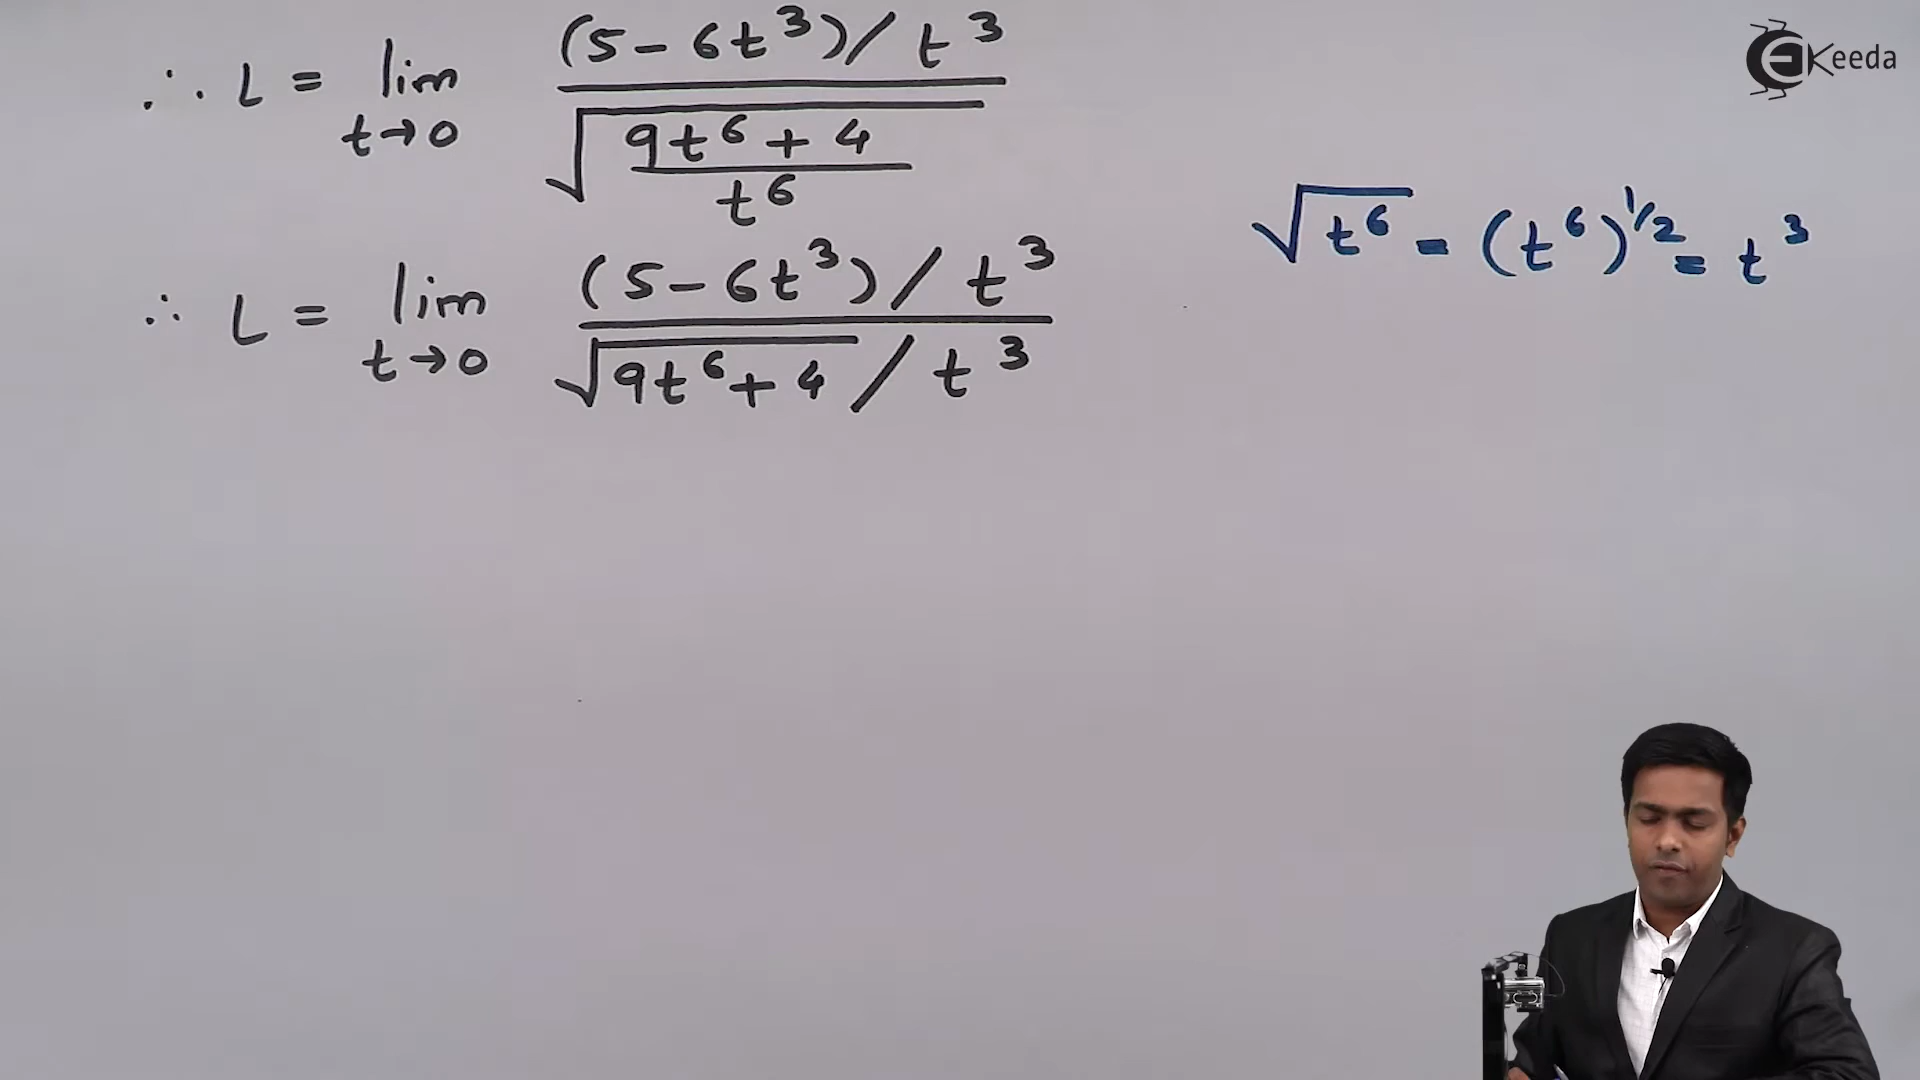 ∴ L = lim t→0 (5 - 6t³) / t³ / √((9t⁶ + 4) / t⁶)
√t⁶ = (t⁶)^1/2 = t³
∴ L = lim t→0 (5 - 6t³) / t³ / √(9t⁶ + 4) / t³
EKeeda